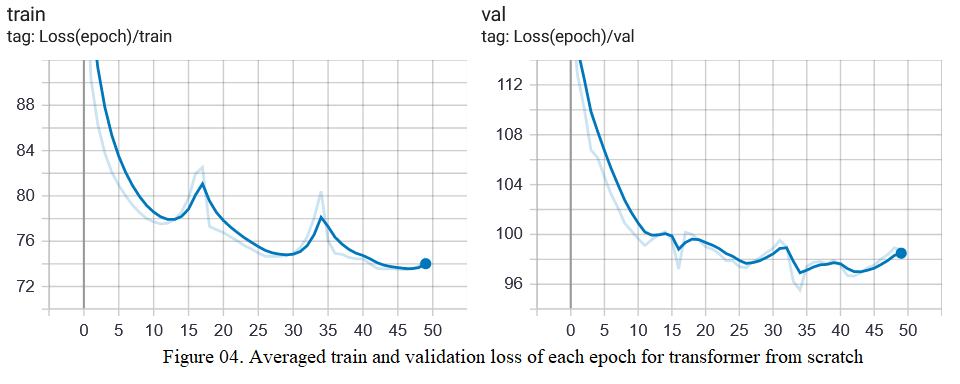 train
tag: Loss(epoch)/train
88
84
80
76
72
0 5 10 15 20 25 30 35 40 45 50
val
tag: Loss(epoch)/val
112
108
104
100
96
0 5 10 15 20 25 30 35 40 45 50
Figure 04. Averaged train and validation loss of each epoch for transformer from scratch